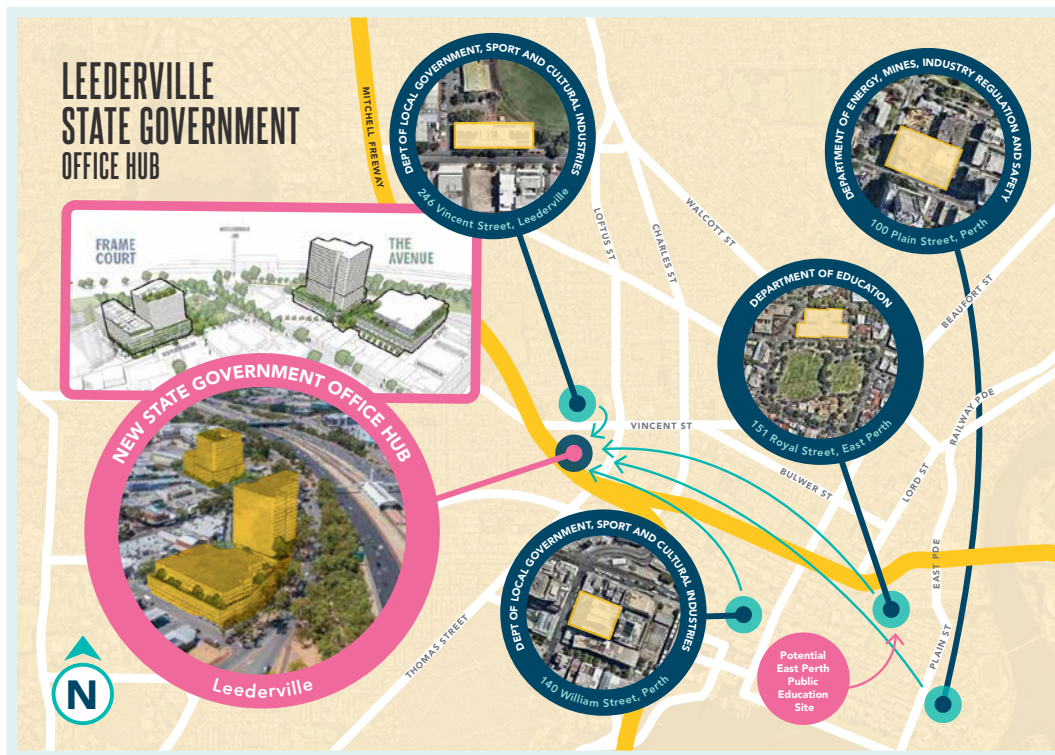 LEEDERVILLE
STATE GOVERNMENT
OFFICE HUB
MITCHELL FREEWAY
DEPT OF LOCAL GOVERNMENT, SPORT AND CULTURAL INDUSTRIES
246 Vincent Street, Leederville
DEPARTMENT OF ENERGY, MINES, INDUSTRY REGULATION AND SAFETY
100 Plain Street, Perth
LOFTUS ST
CHARLES ST
WALCOTT ST
BEAUFORT ST
FRAME
COURT
THE
AVENUE
DEPARTMENT OF EDUCATION
151 Royal Street, East Perth
NEW STATE GOVERNMENT OFFICE HUB
Leederville
VINCENT ST
BULWER ST
RAILWAY PDE
LORD ST
EAST PDE
PLAIN ST
THOMAS STREET
DEPT OF LOCAL GOVERNMENT, SPORT AND CULTURAL INDUSTRIES
140 William Street, Perth
Potential
East Perth
Public
Education
Site
N